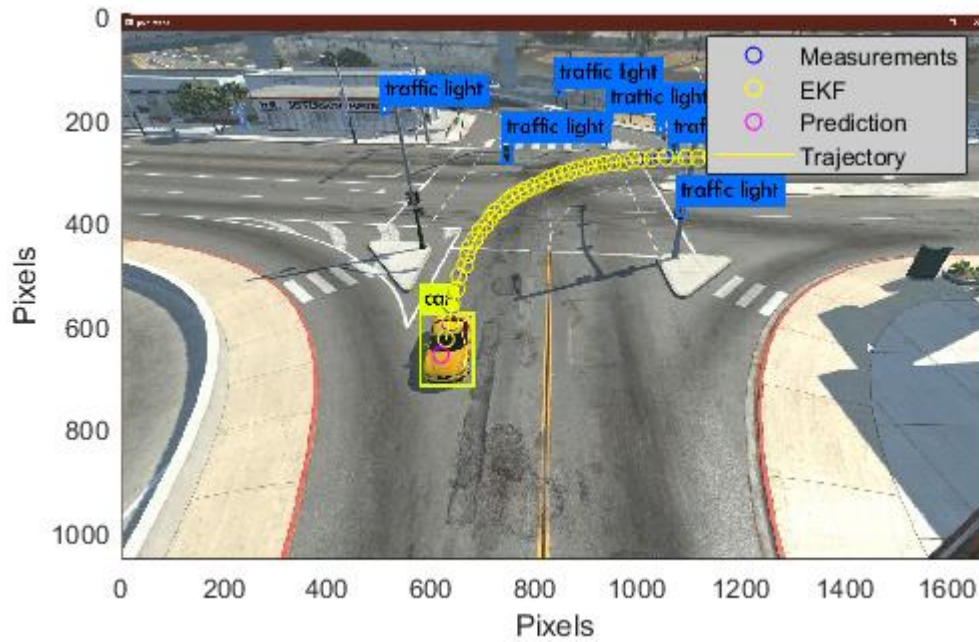 0
200
400
600
800
1000
Pixels
traffic light
traffic light
traffic light
traffic light
traffic light
car
Measurements
EKF
Prediction
Trajectory
0
200
400
600
800
1000
1200
1400
1600
Pixels